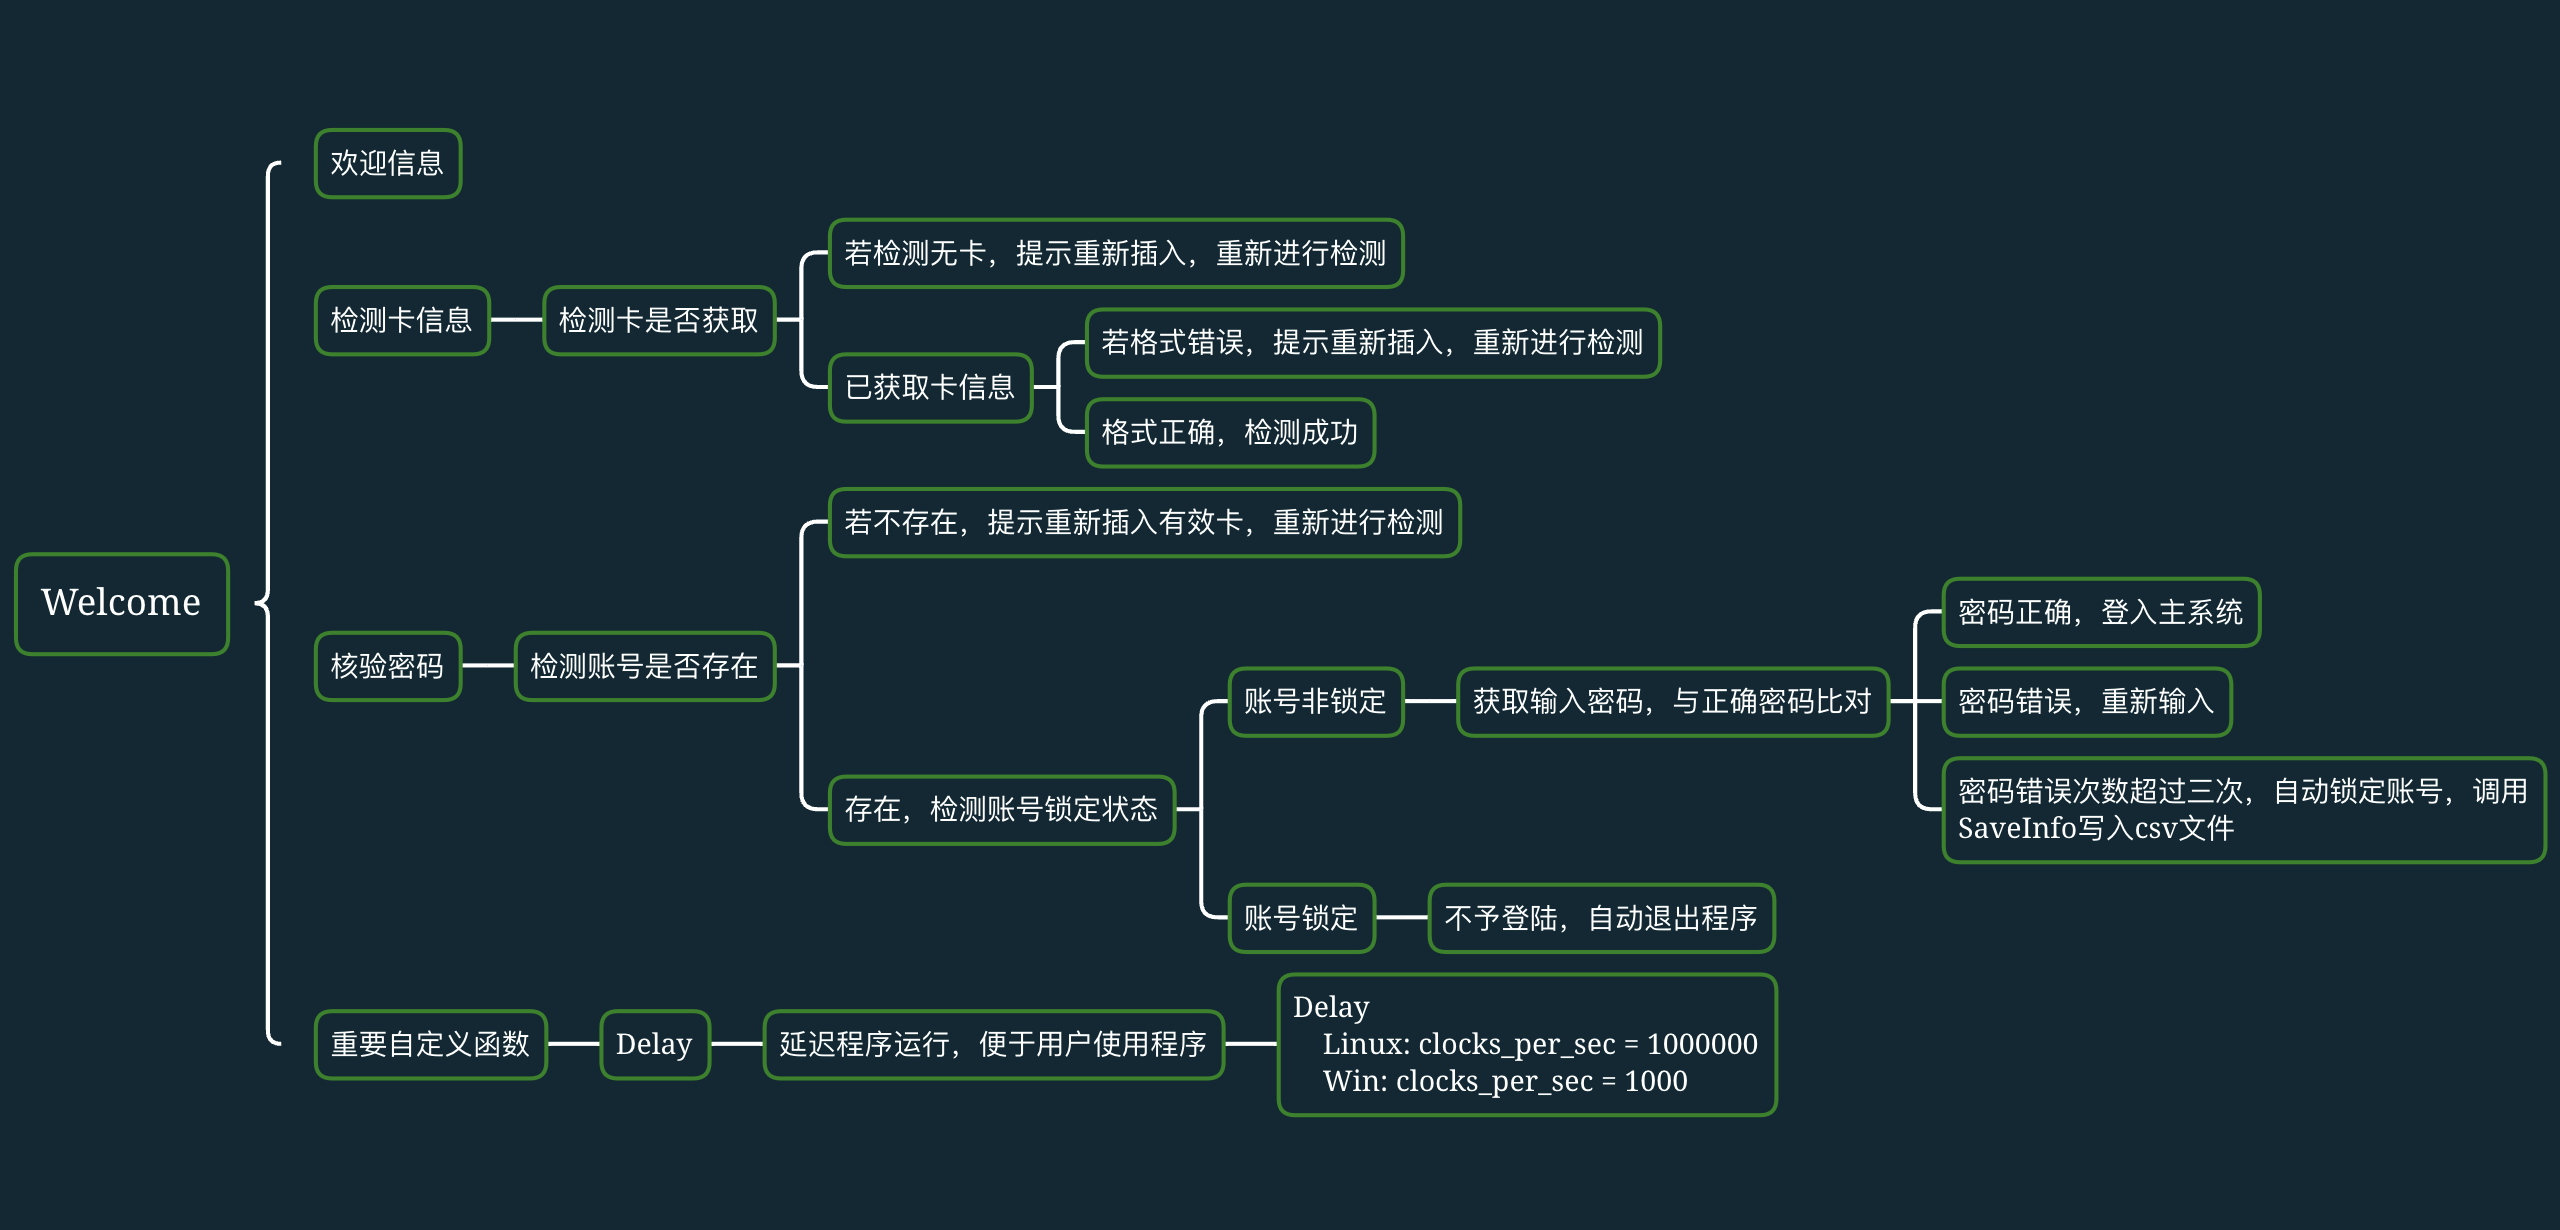 Welcome
欢迎信息
检测卡信息
检测卡是否获取
若检测无卡，提示重新插入，重新进行检测
已获取卡信息
若格式错误，提示重新插入，重新进行检测
格式正确，检测成功
核验密码
检测账号是否存在
若不存在，提示重新插入有效卡，重新进行检测
存在，检测账号锁定状态
账号非锁定
获取输入密码，与正确密码比对
密码正确，登入主系统
密码错误，重新输入
密码错误次数超过三次，自动锁定账号，调用
SaveInfo写入csv文件
账号锁定
不予登陆，自动退出程序
重要自定义函数
Delay
延迟程序运行，便于用户使用程序
Delay
Linux: clocks_per_sec = 1000000
Win: clocks_per_sec = 1000